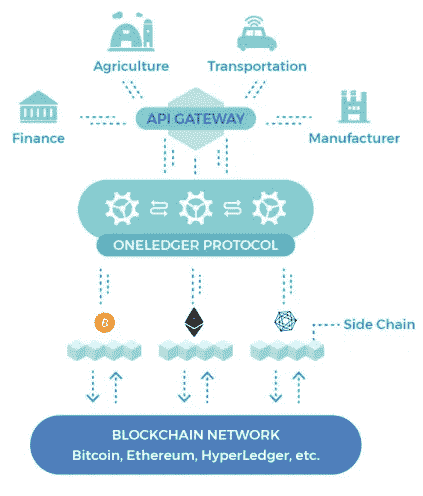 Agriculture
Transportation
Finance
API GATEWAY
Manufacturer
ONELEDGER PROTOCOL
Side Chain
BLOCKCHAIN NETWORK
Bitcoin, Ethereum, HyperLedger, etc.